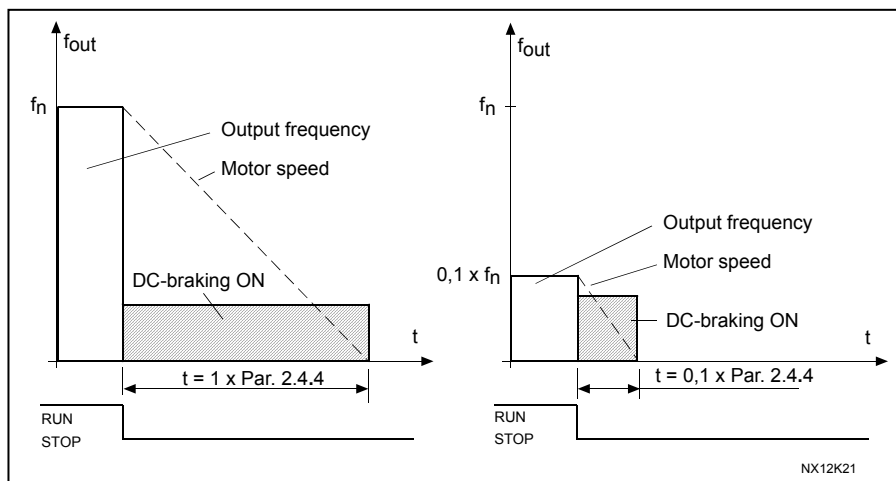 fout
fn
Output frequency
Motor speed
DC-braking ON
t
t = 1 x Par. 2.4.4
RUN
STOP
fout
fn
Output frequency
0,1 x fn
Motor speed
DC-braking ON
t
t = 0,1 x Par. 2.4.4
RUN
STOP
NX12K21